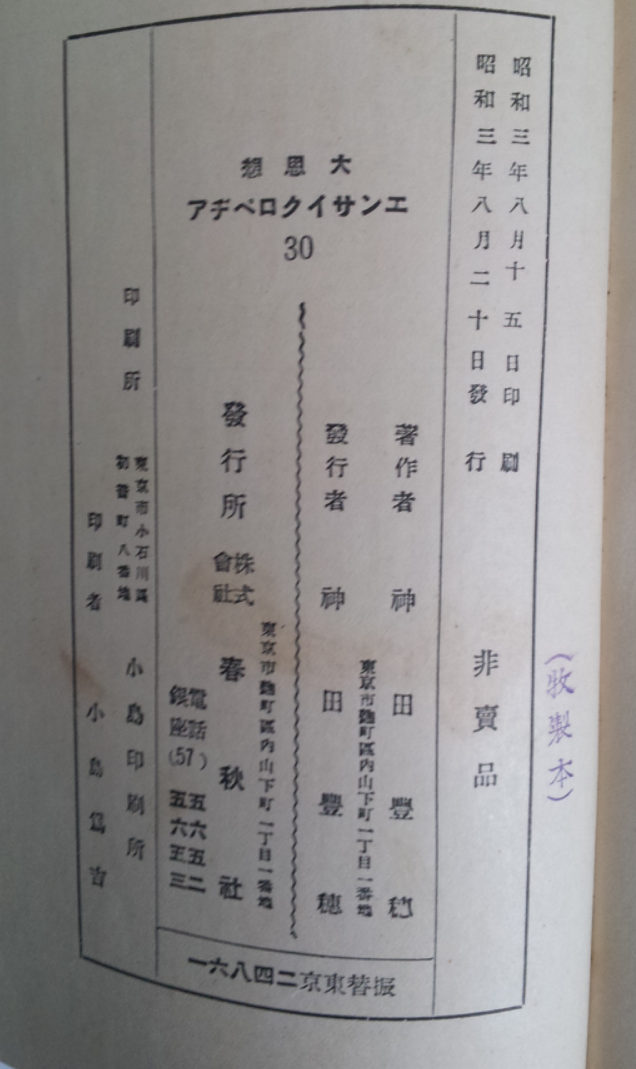 昭和三年八月十五日印刷
昭和三年八月二十日發行
非賣品
大思想
エンサイクロペヂア
30
著作者 神田豐穗
東京市麴町區內山下町一丁目一番地
發行者 神田豐穗
東京市麴町區內山下町一丁目一番地
發行所 株式會社 春秋社
電話銀座(57) 五六五二
五六五三
印刷所
東京市小石川區
初音町八番地
小島印刷所
印刷者 小島爲吉
振替東京二四八六一
(牧製本)